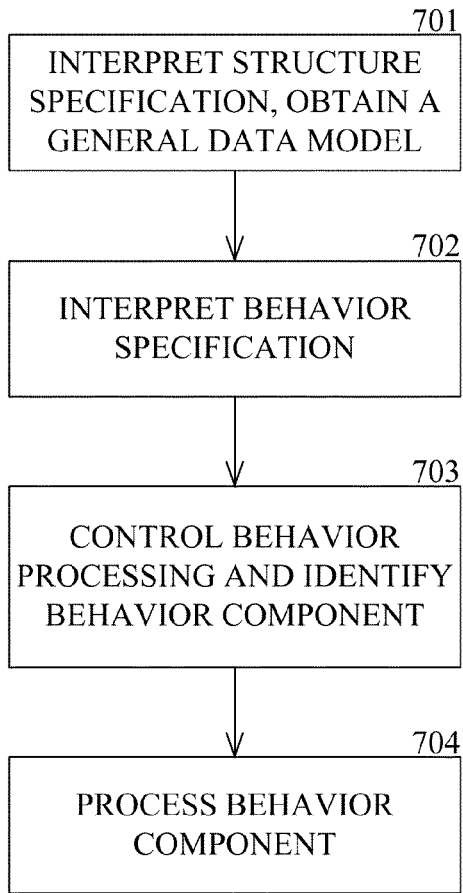 701
INTERPRET STRUCTURE
SPECIFICATION, OBTAIN A
GENERAL DATA MODEL
702
INTERPRET BEHAVIOR
SPECIFICATION
703
CONTROL BEHAVIOR
PROCESSING AND IDENTIFY
BEHAVIOR COMPONENT
704
PROCESS BEHAVIOR
COMPONENT